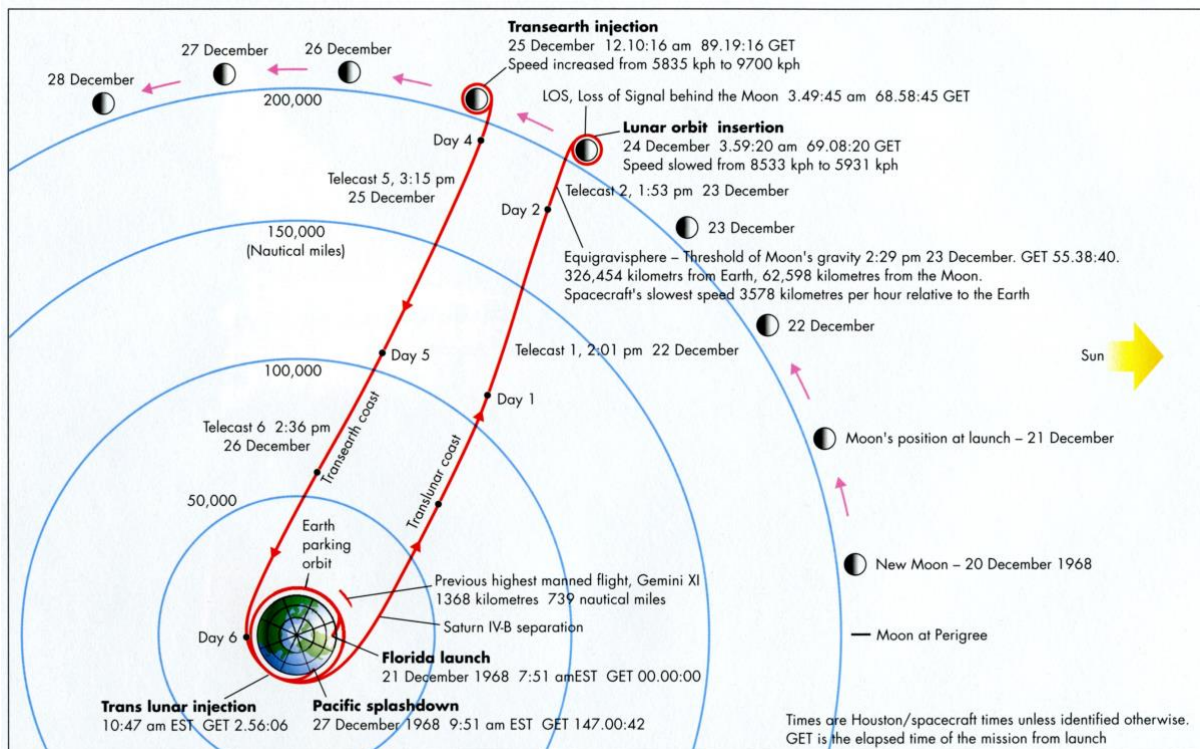 Transearth injection
25 December 12.10:16 am 89.19:16 GET
Speed increased from 5835 kph to 9700 kph
28 December
27 December
26 December
200,000
LOS, Loss of Signal behind the Moon 3.49:45 am 68.58:45 GET
Lunar orbit insertion
24 December 3.59:20 am 69.08:20 GET
Speed slowed from 8533 kph to 5931 kph
Day 4
Telecast 5, 3:15 pm
25 December
Telecast 2, 1:53 pm 23 December
Day 2
23 December
150,000
(Nautical miles)
Equigravisphere – Threshold of Moon's gravity 2:29 pm 23 December. GET 55.38:40.
326,454 kilometrs from Earth, 62,598 kilometres from the Moon.
Spacecraft's slowest speed 3578 kilometres per hour relative to the Earth
22 December
Day 5
Telecast 1, 2:01 pm 22 December
Sun
100,000
Day 1
Telecast 6 2:36 pm
26 December
Transearth coast
Translunar coast
Moon's position at launch – 21 December
50,000
Earth
parking
orbit
New Moon – 20 December 1968
Previous highest manned flight, Gemini XI
1368 kilometres 739 nautical miles
Saturn IV-B separation
Day 6
Moon at Perigree
Florida launch
21 December 1968 7:51 amEST GET 00.00:00
Trans lunar injection
10:47 am EST GET 2.56:06
Pacific splashdown
27 December 1968 9:51 am EST GET 147.00:42
Times are Houston/spacecraft times unless identified otherwise.
GET is the elapsed time of the mission from launch